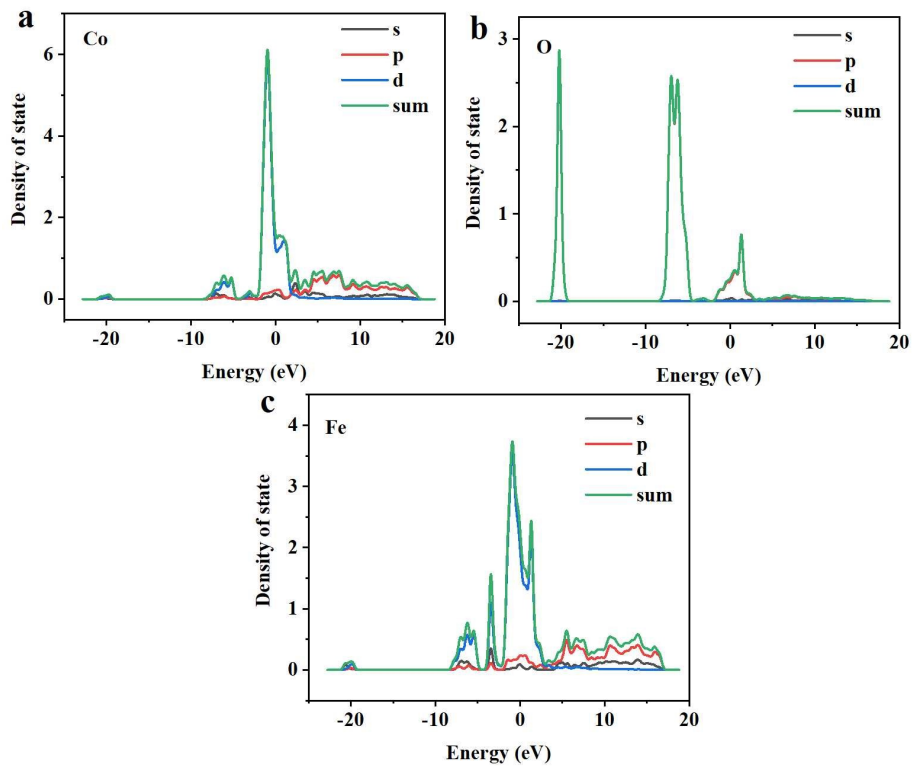 a
Co
s
p
d
sum
6
4
2
0
Density of state
-20
-10
0
10
20
Energy (eV)
b
O
s
p
d
sum
3
2
1
0
Density of state
-20
-10
0
10
20
Energy (eV)
c
Fe
s
p
d
sum
4
3
2
1
0
Density of state
-20
-10
0
10
20
Energy (eV)